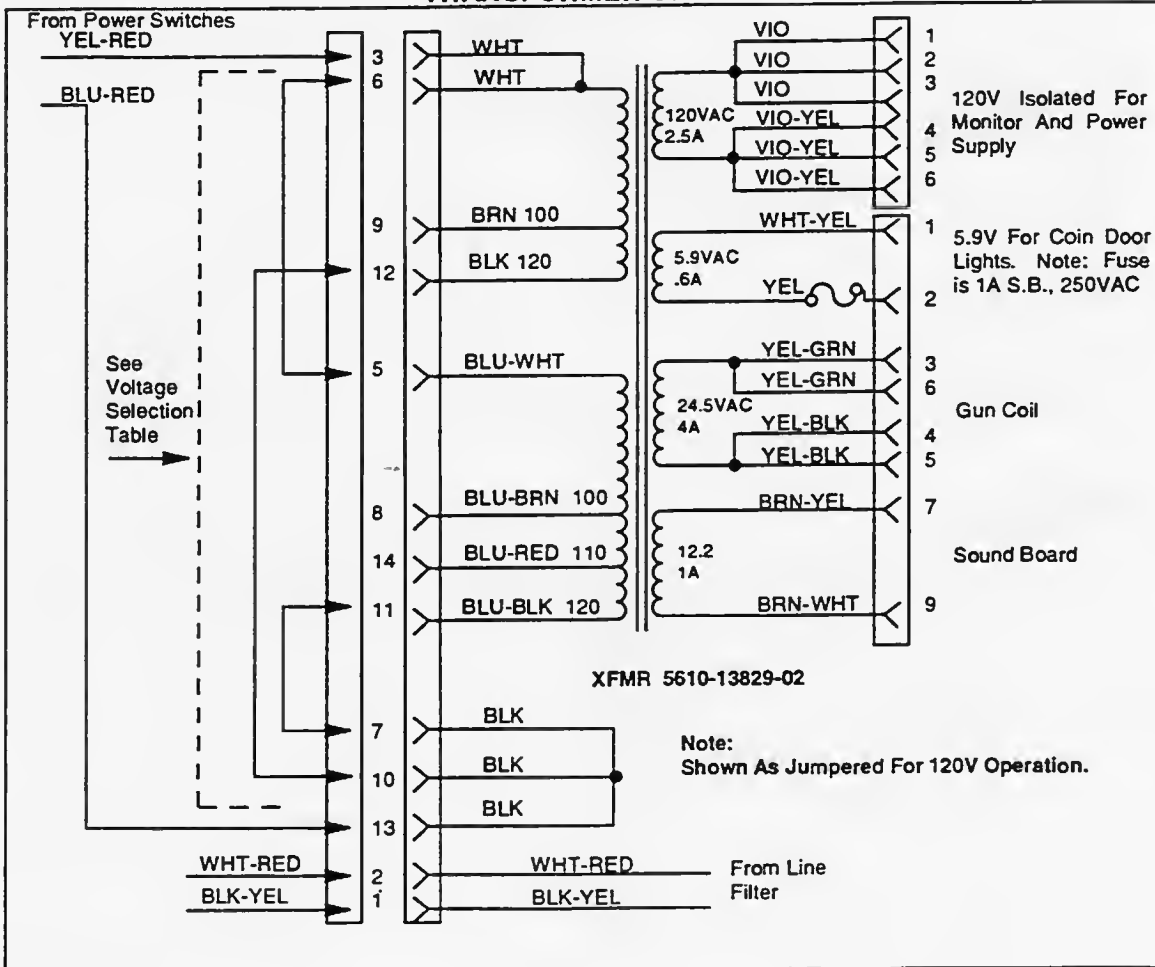 From Power Switches
YEL-RED
BLU-RED
See
Voltage
Selection
Table
3
6
9
12
5
8
14
11
7
10
13
2
1
WHT
WHT
BRN 100
BLK 120
BLU-WHT
BLU-BRN 100
BLU-RED 110
BLU-BLK 120
BLK
BLK
BLK
WHT-RED
BLK-YEL
WHT-RED
BLK-YEL
From Line
Filter
120VAC
2.5A
VIO
VIO
VIO
VIO-YEL
VIO-YEL
VIO-YEL
1
2
3
4
5
6
120V Isolated For
Monitor And Power
Supply
5.9VAC
.6A
WHT-YEL
YEL
1
2
5.9V For Coin Door
Lights. Note: Fuse
is 1A S.B., 250VAC
24.5VAC
4A
YEL-GRN
YEL-GRN
YEL-BLK
YEL-BLK
3
6
4
5
Gun Coil
12.2
1A
BRN-YEL
BRN-WHT
7
9
Sound Board
XFMR 5610-13829-02
Note:
Shown As Jumpered For 120V Operation.